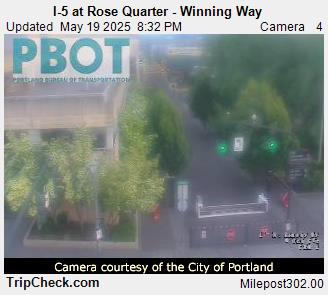 I-5 at Rose Quarter - Winning Way
Updated May 19 2025 8:32 PM Camera 4
PBOT
PORTLAND BUREAU OF TRANSPORTATION
Camera courtesy of the City of Portland
TripCheck.com Milepost302.00